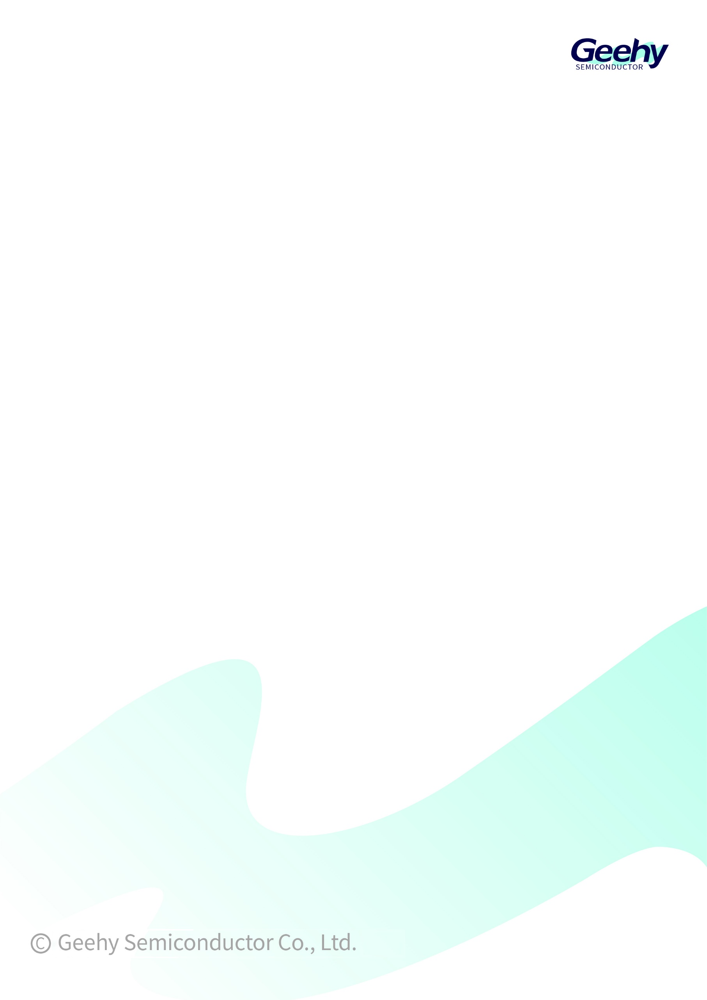 Geehy
SEMICONDUCTOR
© Geehy Semiconductor Co., Ltd.